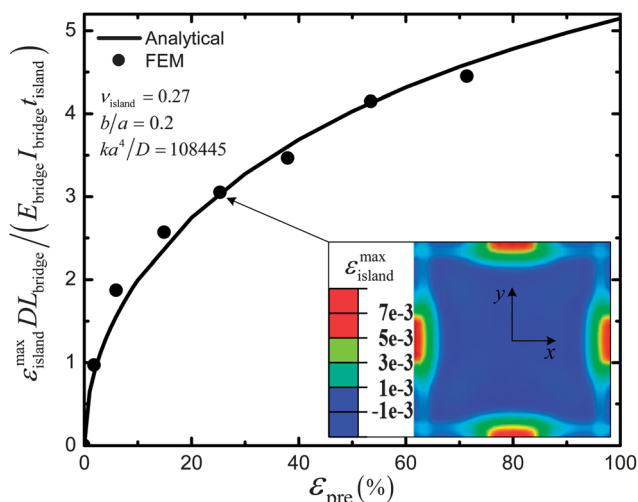 5
4
3
2
1
0
ε_island^max DL_bridge/(E_bridge I_bridge t_island)
Analytical
FEM
ν_island = 0.27
b/a = 0.2
ka⁴/D = 108445
ε_island^max
7e-3
5e-3
3e-3
1e-3
-1e-3
y
x
0 20 40 60 80 100
ε_pre(%)